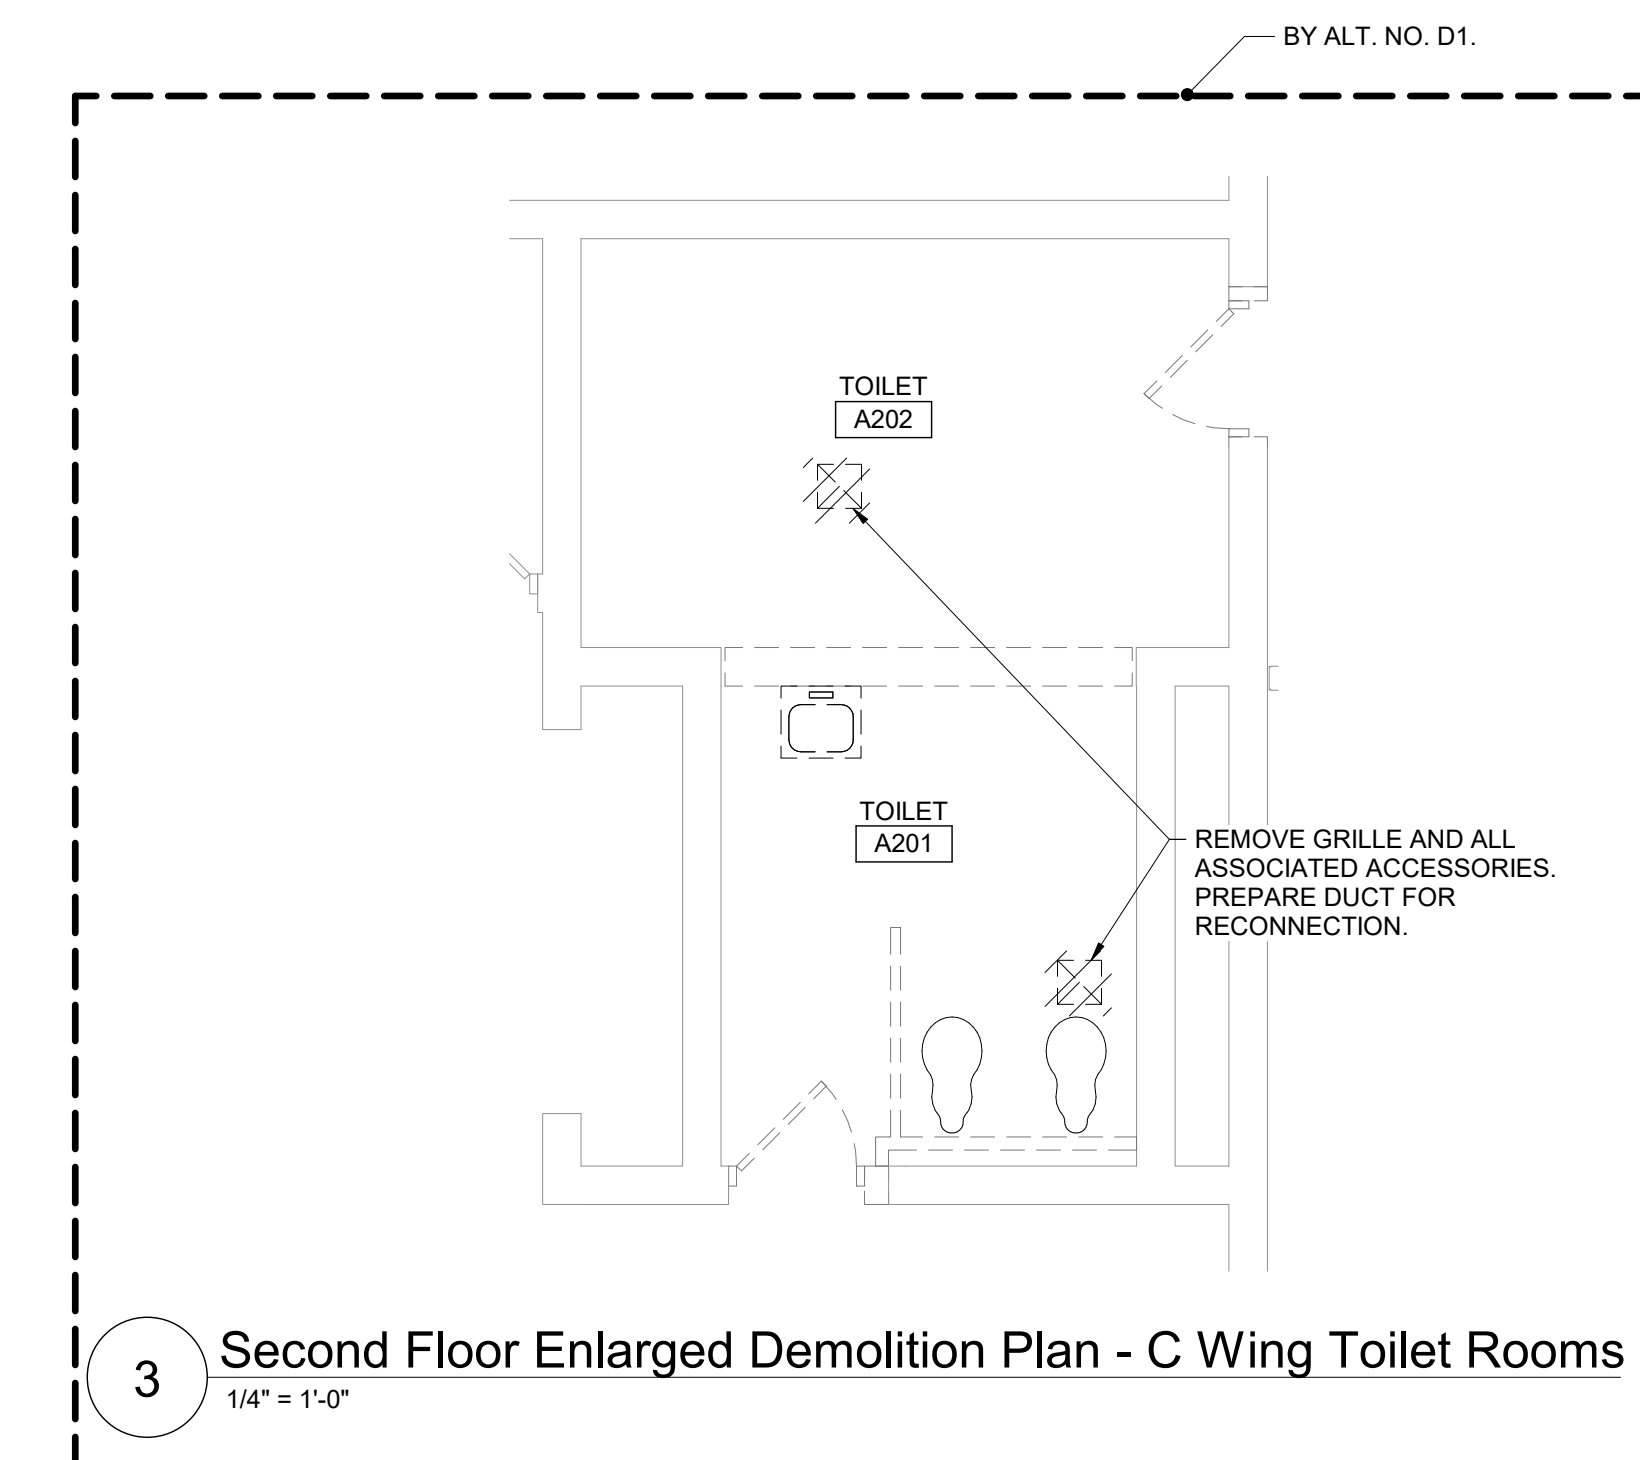 BY ALT. NO. D1.
TOILET
A202
TOILET
A201
REMOVE GRILLE AND ALL
ASSOCIATED ACCESSORIES.
PREPARE DUCT FOR
RECONNECTION.
3
Second Floor Enlarged Demolition Plan - C Wing Toilet Rooms
1/4" = 1'-0"